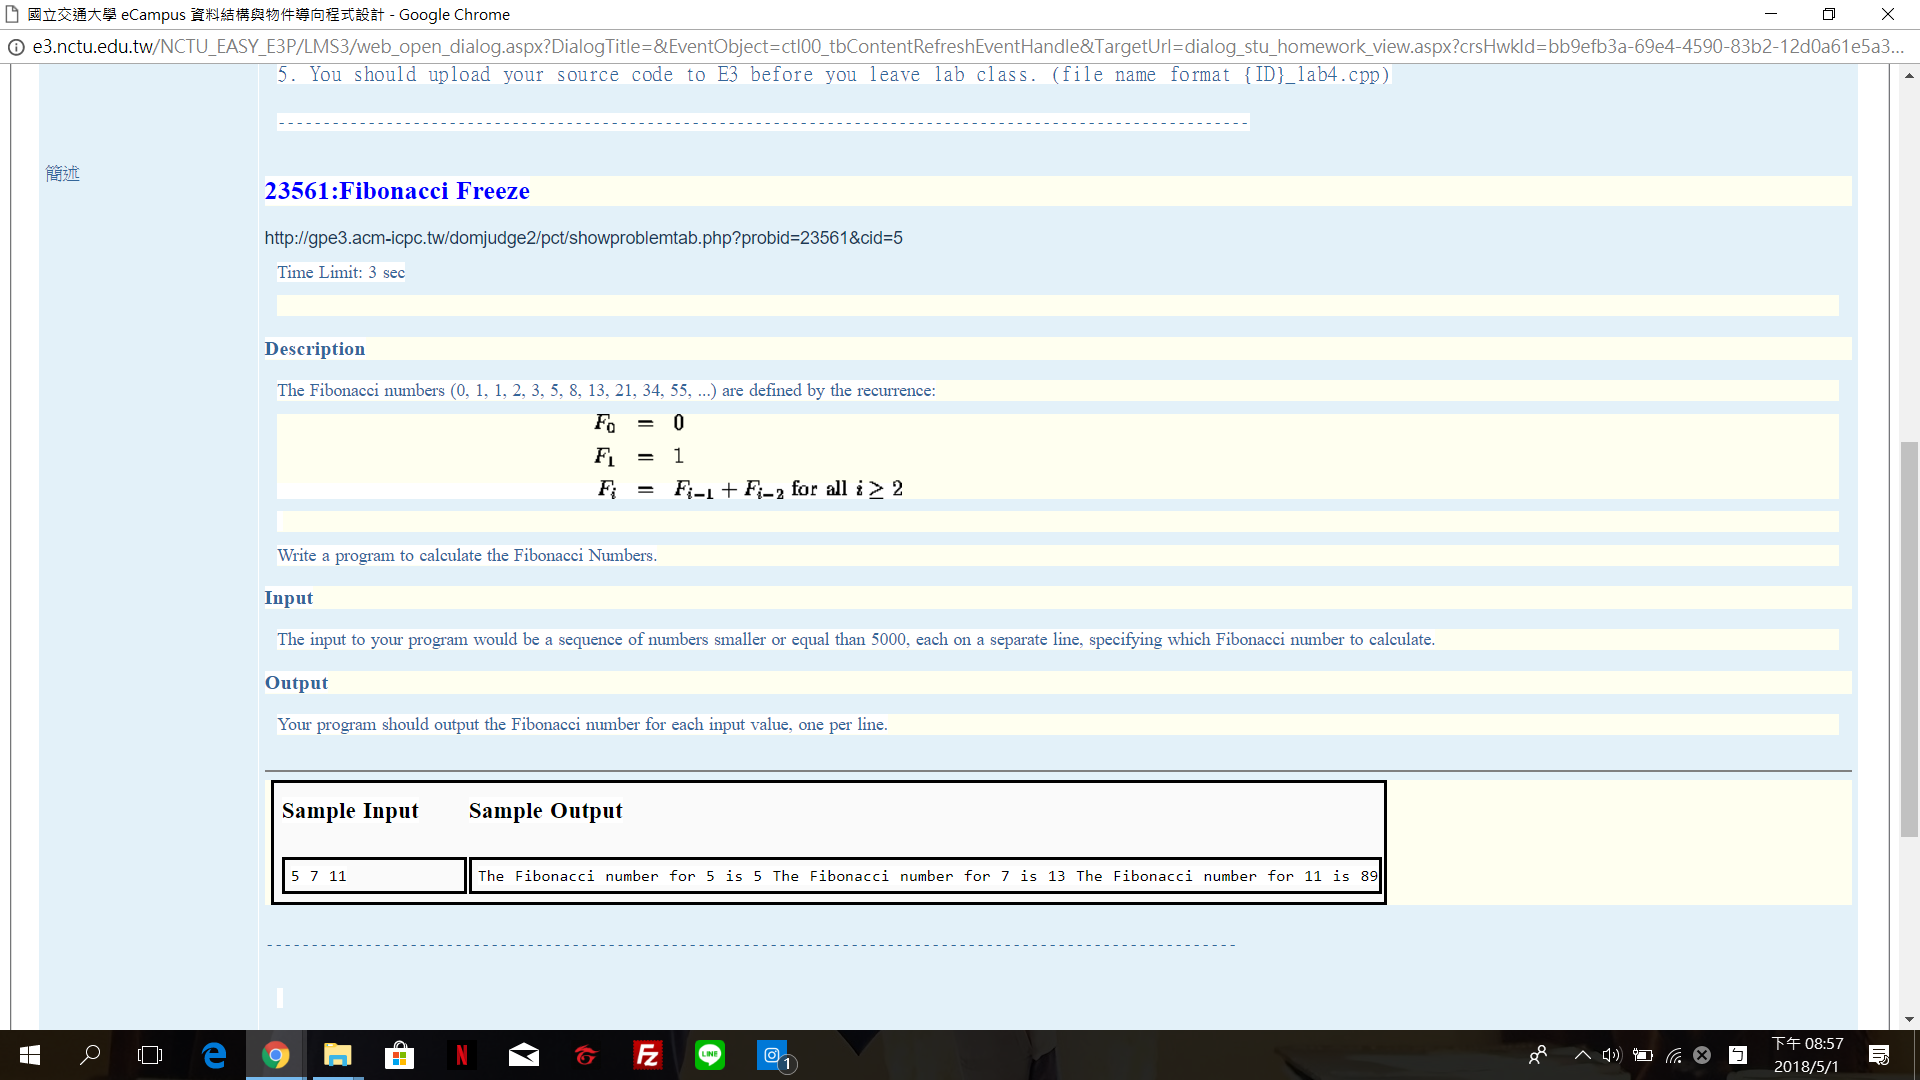 國立交通大學 eCampus 資料結構與物件導向程式設計 - Google Chrome
e3.nctu.edu.tw/NCTU_EASY_E3P/LMS3/web_open_dialog.aspx?DialogTitle=&EventObject=ctl00_tbContentRefreshEventHandle&TargetUrl=dialog_stu_homework_view.aspx?crsHwkId=bb9efb3a-69e4-4590-83b2-12d0a61e5a3...
5. You should upload your source code to E3 before you leave lab class. (file name format {ID}_lab4.cpp)
簡述
23561:Fibonacci Freeze
http://gpe3.acm-icpc.tw/domjudge2/pct/showproblemtab.php?probid=23561&cid=5
Time Limit: 3 sec
Description
The Fibonacci numbers (0, 1, 1, 2, 3, 5, 8, 13, 21, 34, 55, ...) are defined by the recurrence:
F0 = 0
F1 = 1
Fi = Fi−1 + Fi−2 for all i ≥ 2
Write a program to calculate the Fibonacci Numbers.
Input
The input to your program would be a sequence of numbers smaller or equal than 5000, each on a separate line, specifying which Fibonacci number to calculate.
Output
Your program should output the Fibonacci number for each input value, one per line.
Sample Input Sample Output
5 7 11 The Fibonacci number for 5 is 5 The Fibonacci number for 7 is 13 The Fibonacci number for 11 is 89
N
FZ
LINE
1
ㄅ
下午 08:57
2018/5/1